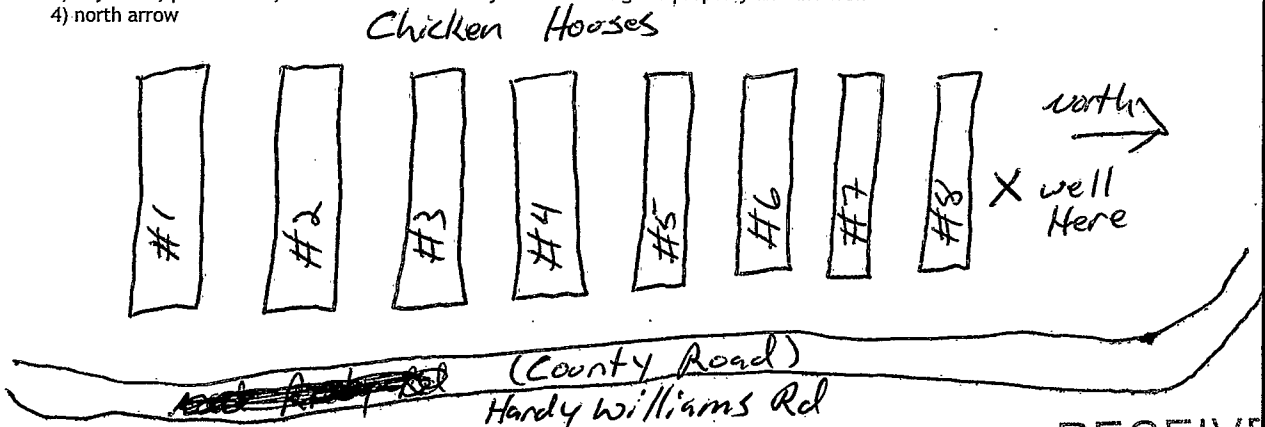 4) north arrow
Chicken Houses
#1 #2 #3 #4 #5 #6 #7 #8
north
X well
Here
(County Road)
Hardy Williams Rd